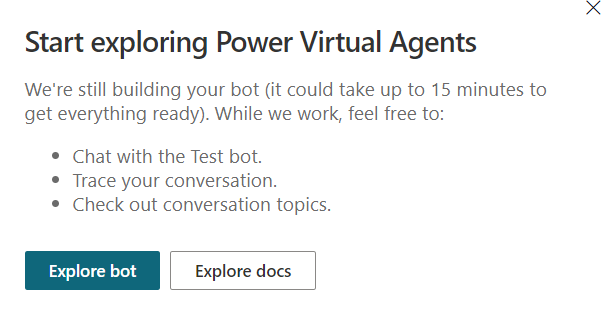 Start exploring Power Virtual Agents
We're still building your bot (it could take up to 15 minutes to
get everything ready). While we work, feel free to:
• Chat with the Test bot.
• Trace your conversation.
• Check out conversation topics.
Explore bot
Explore docs